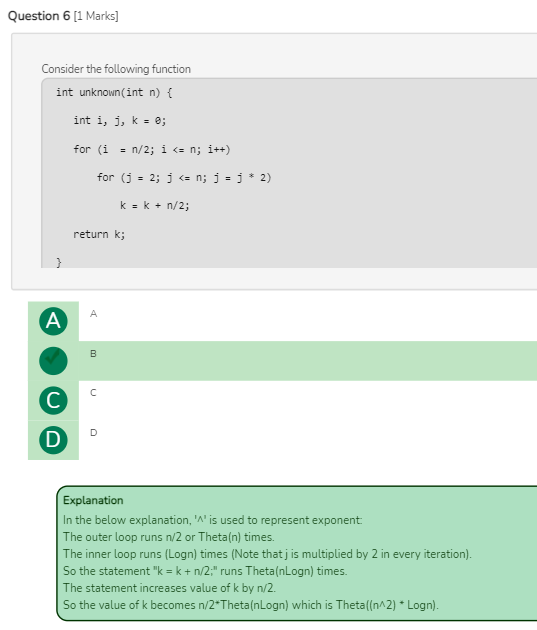 Question 6 [1 Marks]
Consider the following function
int unknown(int n) {
int i, j, k = 0;
for (i  = n/2; i <= n; i++)
for (j = 2; j <= n; j = j * 2)
k = k + n/2;
return k;
}
A A
B
C C
D D
Explanation
In the below explanation, '^' is used to represent exponent:
The outer loop runs n/2 or Theta(n) times.
The inner loop runs (Logn) times (Note that j is multiplied by 2 in every iteration).
So the statement "k = k + n/2;" runs Theta(nLogn) times.
The statement increases value of k by n/2.
So the value of k becomes n/2*Theta(nLogn) which is Theta((n^2) * Logn).